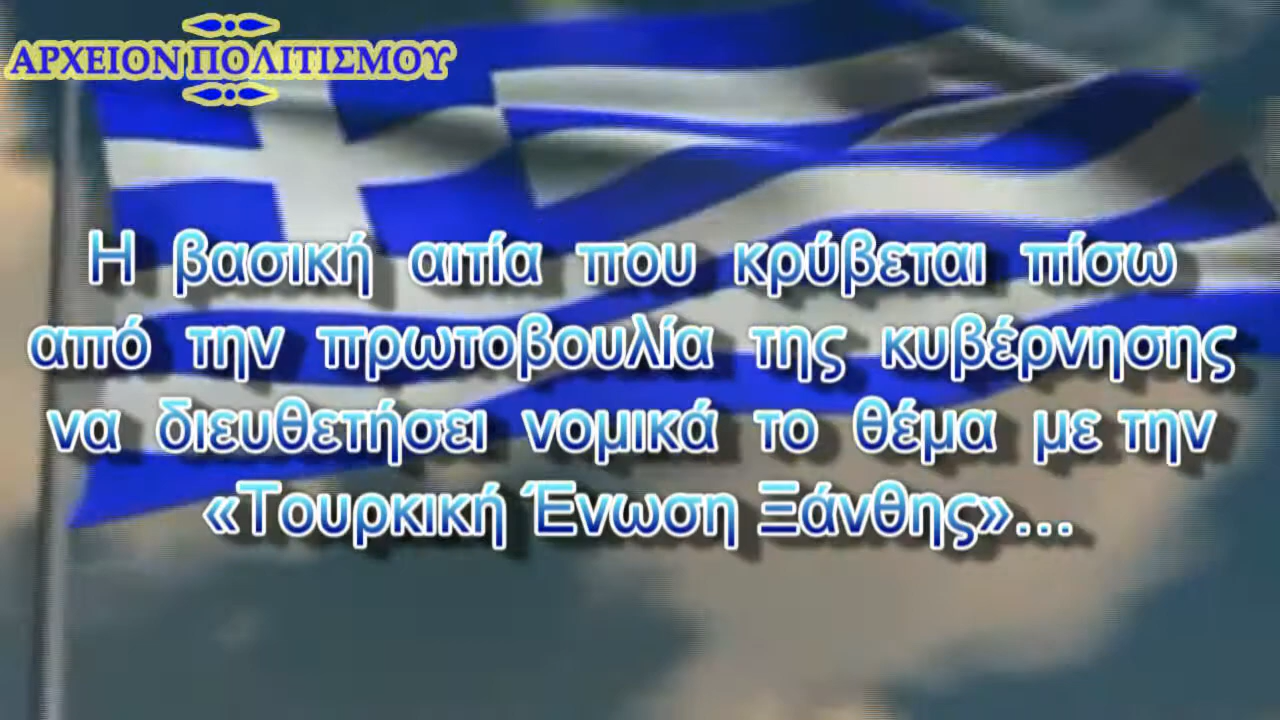 ΑΡΧΕΙΟΝ ΠΟΛΙΤΙΣΜΟΥ
Η βασική αιτία που κρύβεται πίσω
από την πρωτοβουλία της κυβέρνησης
να διευθετήσει νομικά το θέμα με την
«Τουρκική Ένωση Ξάνθης»...